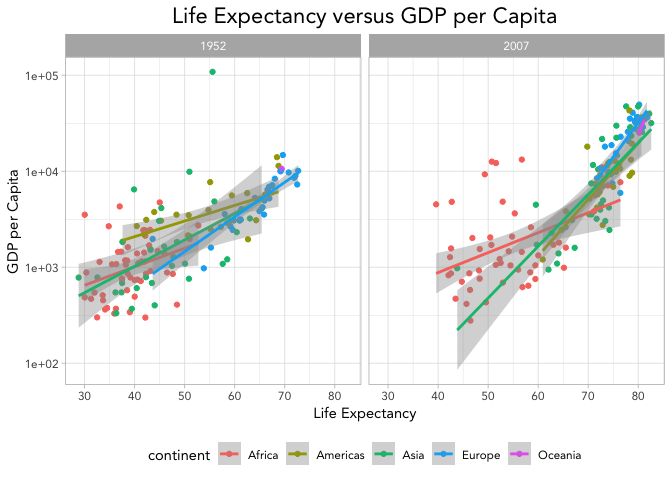 Life Expectancy versus GDP per Capita
1952
2007
GDP per Capita
1e+05
1e+04
1e+03
1e+02
30 40 50 60 70 80
30 40 50 60 70 80
Life Expectancy
continent Africa Americas Asia Europe Oceania